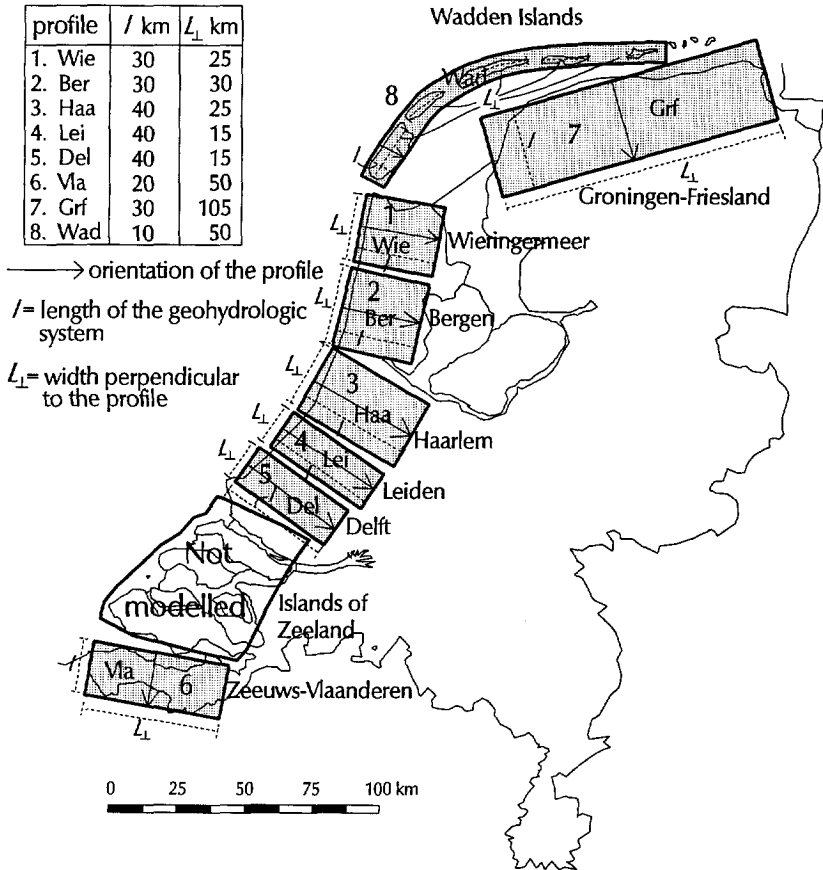 profile l km L⊥ km
1. Wie 30 25
2. Ber 30 30
3. Haa 40 25
4. Lei 40 15
5. Del 40 15
6. Vla 20 50
7. Grf 30 105
8. Wad 10 50
→ orientation of the profile
l = length of the geohydrologic
system
L⊥ = width perpendicular
to the profile
Wadden Islands
Wad
8
L⊥
l
Grf
7
l
L⊥
Groningen-Friesland
1
L⊥
Wie
Wieringermeer
2
L⊥
Ber
Bergen
l
3
L⊥
Haa
Haarlem
l
4
L⊥
Lei
Leiden
l
5
L⊥
Del
Delft
l
Not
modelled
Islands of
Zeeland
Vla
6
l
Zeeuws-Vlaanderen
L⊥
0 25 50 75 100 km